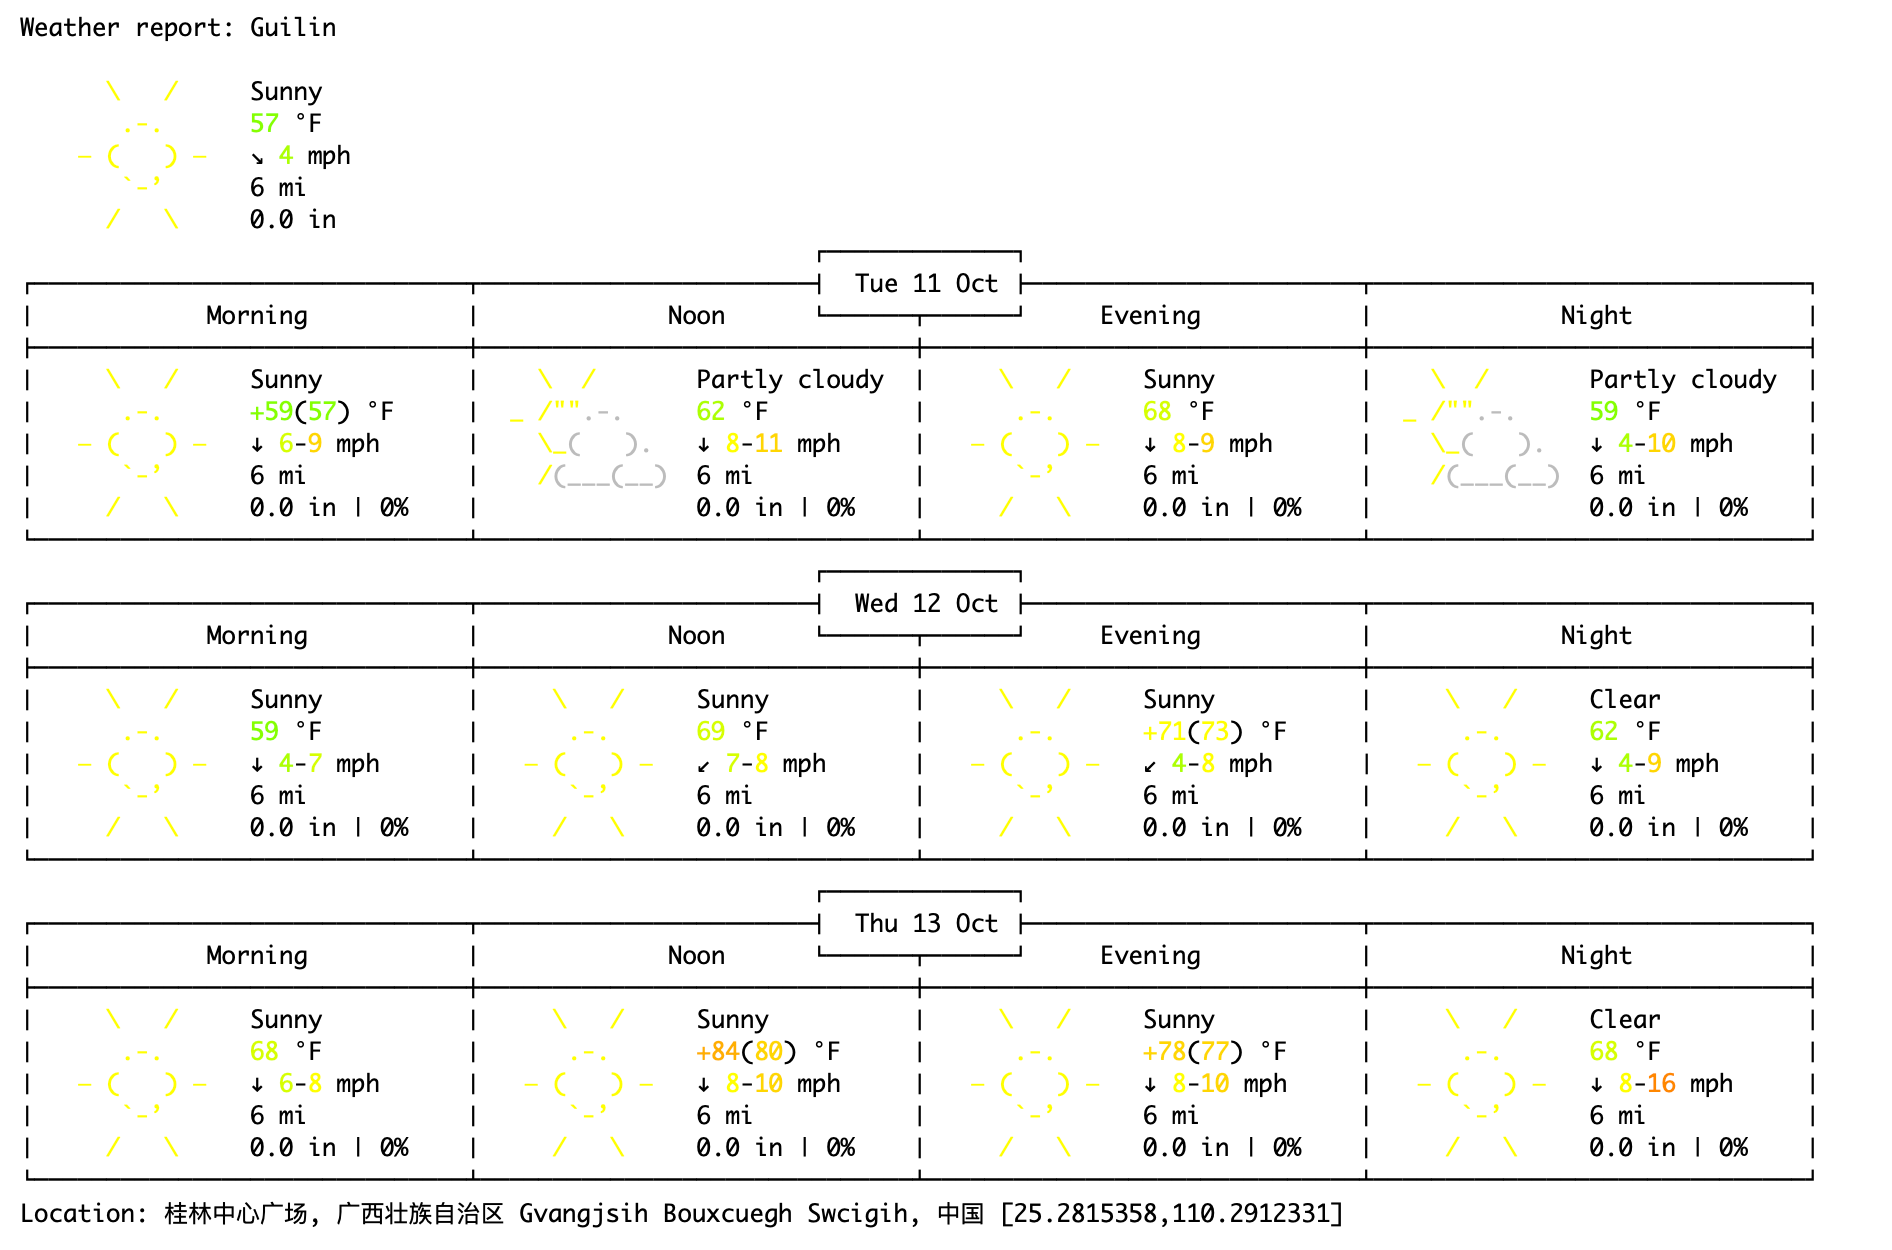 Weather report: Guilin
Sunny
57 °F
↘ 4 mph
6 mi
0.0 in
Tue 11 Oct
Morning Noon Evening Night
Sunny Partly cloudy Sunny Partly cloudy
+59(57) °F 62 °F 68 °F 59 °F
↓ 6-9 mph ↓ 8-11 mph ↓ 8-9 mph ↓ 4-10 mph
6 mi 6 mi 6 mi 6 mi
0.0 in | 0% 0.0 in | 0% 0.0 in | 0% 0.0 in | 0%
Wed 12 Oct
Morning Noon Evening Night
Sunny Sunny Sunny Clear
59 °F 69 °F +71(73) °F 62 °F
↓ 4-7 mph ↙ 7-8 mph ↙ 4-8 mph ↓ 4-9 mph
6 mi 6 mi 6 mi 6 mi
0.0 in | 0% 0.0 in | 0% 0.0 in | 0% 0.0 in | 0%
Thu 13 Oct
Morning Noon Evening Night
Sunny Sunny Sunny Clear
68 °F +84(80) °F +78(77) °F 68 °F
↓ 6-8 mph ↓ 8-10 mph ↓ 8-10 mph ↓ 8-16 mph
6 mi 6 mi 6 mi 6 mi
0.0 in | 0% 0.0 in | 0% 0.0 in | 0% 0.0 in | 0%
Location: 桂林中心广场, 广西壮族自治区 Gvangjsih Bouxcuegh Swcigih, 中国 [25.2815358,110.2912331]